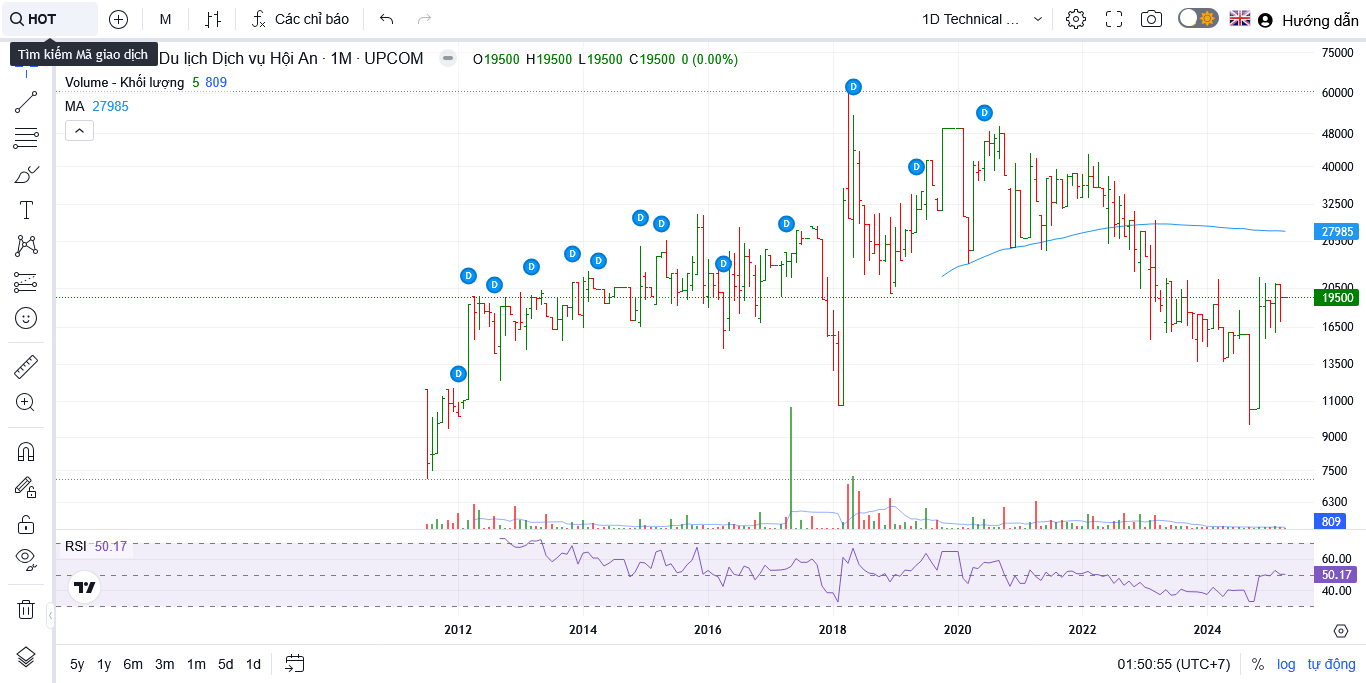 HOT
M
Các chỉ báo
1D Technical ...
Hướng dẫn
Tìm kiếm Mã giao dịch
Du lịch Dịch vụ Hội An · 1M · UPCOM
O19500 H19500 L19500 C19500 0 (0.00%)
Volume - Khối lượng 5 809
MA 27985
D
D
D
D
D
D
D
D
D
D
D
D
D
D
75000
60000
48000
40000
32500
27985
20500
19500
16500
13500
11000
9000
7500
6300
809
RSI 50.17
60.00
50.17
40.00
2012 2014 2016 2018 2020 2022 2024
5y 1y 6m 3m 1m 5d 1d
01:50:55 (UTC+7) % log tự động